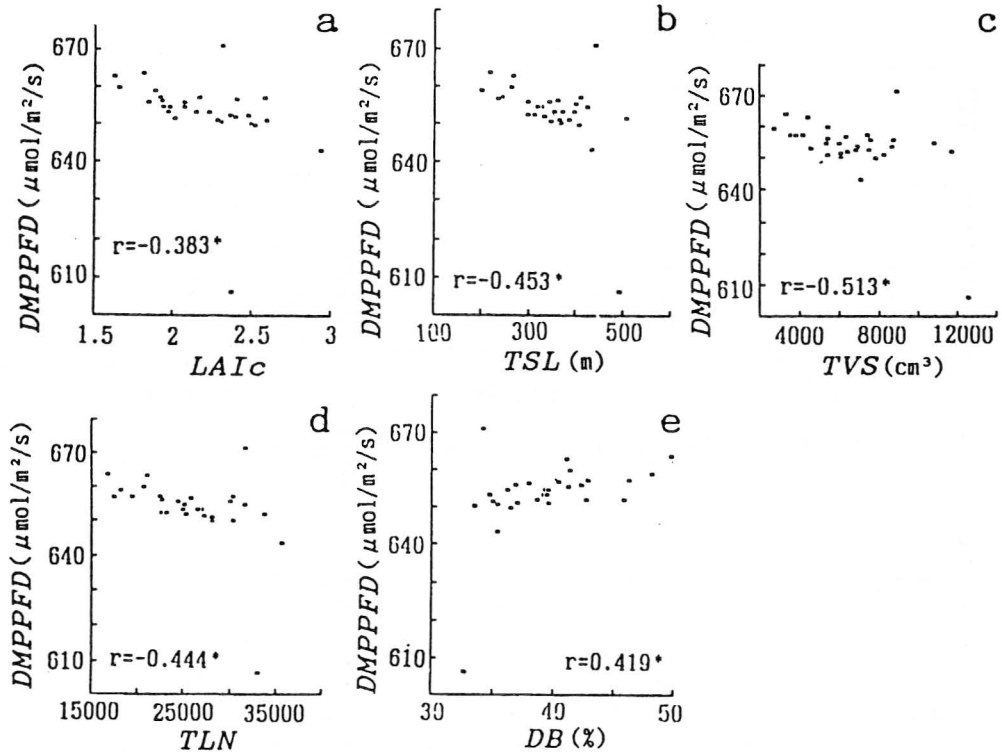 a
670
640
610
DMPPFD (μmol/m²/s)
r=-0.383*
1.5 2 2.5 3
LAIc
b
670
640
610
DMPPFD (μmol/m²/s)
r=-0.453*
100 300 500
TSL (m)
c
670
640
610
DMPPFD (μmol/m²/s)
r=-0.513*
4000 8000 12000
TVS (cm³)
d
670
640
610
DMPPFD (μmol/m²/s)
r=-0.444*
15000 25000 35000
TLN
e
670
640
610
DMPPFD (μmol/m²/s)
r=0.419*
30 40 50
DB (%)